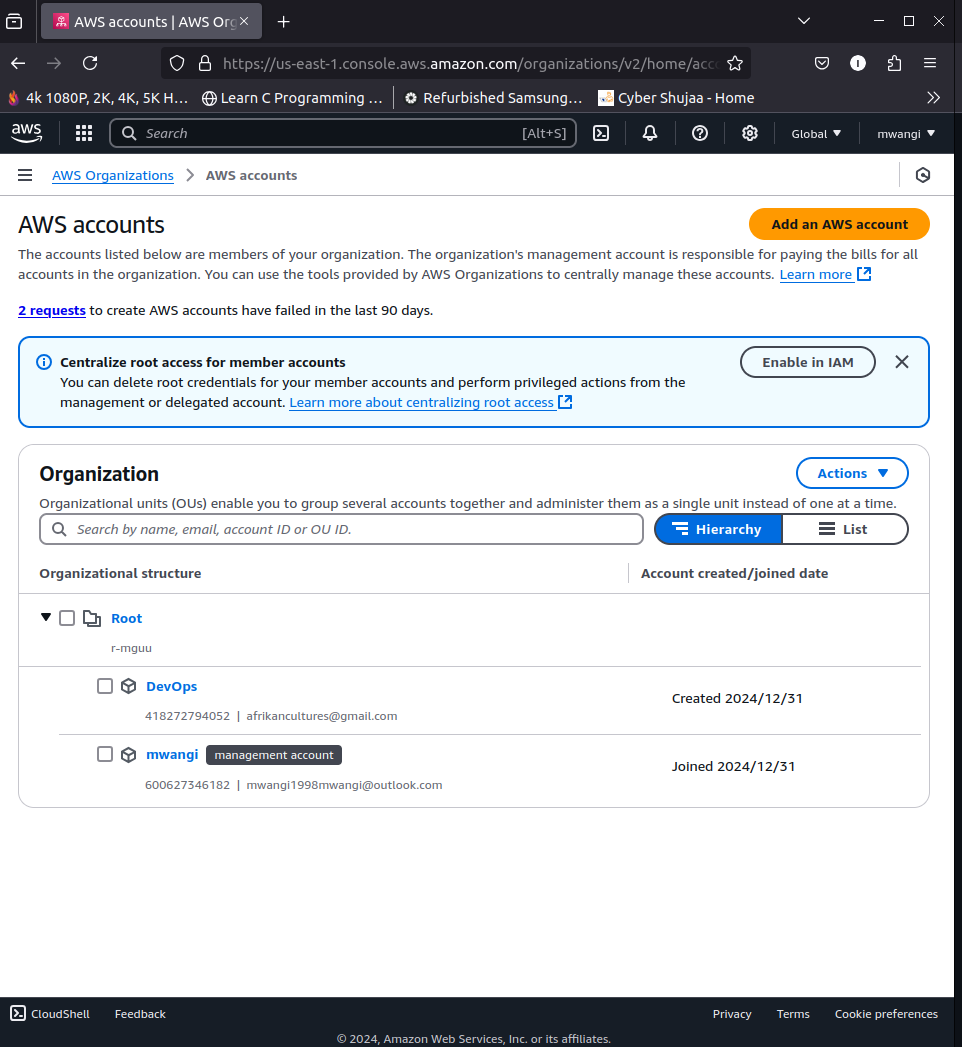 AWS accounts | AWS Org
https://us-east-1.console.aws.amazon.com/organizations/v2/home/acc
4k 1080P, 2K, 4K, 5K H...
Learn C Programming ...
Refurbished Samsung...
Cyber Shujaa - Home
aws
Search
[Alt+S]
Global
mwangi
AWS Organizations > AWS accounts
AWS accounts
Add an AWS account
The accounts listed below are members of your organization. The organization's management account is responsible for paying the bills for all
accounts in the organization. You can use the tools provided by AWS Organizations to centrally manage these accounts. Learn more
2 requests to create AWS accounts have failed in the last 90 days.
Centralize root access for member accounts
Enable in IAM
You can delete root credentials for your member accounts and perform privileged actions from the
management or delegated account. Learn more about centralizing root access
Organization
Actions
Organizational units (OUs) enable you to group several accounts together and administer them as a single unit instead of one at a time.
Search by name, email, account ID or OU ID.
Hierarchy
List
Organizational structure
Account created/joined date
Root
r-mguu
DevOps
Created 2024/12/31
418272794052 | afrikancultures@gmail.com
mwangi management account
Joined 2024/12/31
600627346182 | mwangi1998mwangi@outlook.com
CloudShell
Feedback
Privacy
Terms
Cookie preferences
© 2024, Amazon Web Services, Inc. or its affiliates.